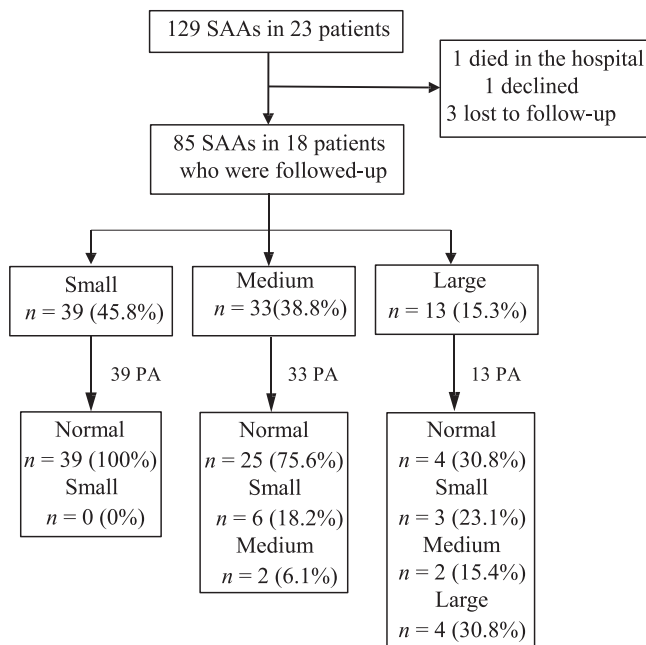 129 SAAs in 23 patients
1 died in the hospital
1 declined
3 lost to follow-up
85 SAAs in 18 patients
who were followed-up
Small
n = 39 (45.8%)
Medium
n = 33(38.8%)
Large
n = 13 (15.3%)
39 PA
33 PA
13 PA
Normal
n = 39 (100%)
Small
n = 0 (0%)
Normal
n = 25 (75.6%)
Small
n = 6 (18.2%)
Medium
n = 2 (6.1%)
Normal
n = 4 (30.8%)
Small
n = 3 (23.1%)
Medium
n = 2 (15.4%)
Large
n = 4 (30.8%)